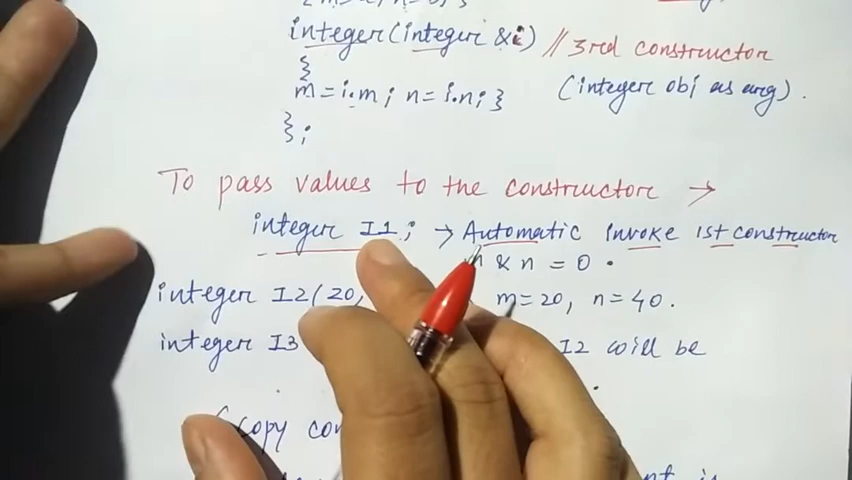 integer(integer &i) // 3rd constructor
{
m=i.m; n=i.n; } (integer obj as arg).
};
To pass values to the constructor →
integer I1; → Automatic invoke 1st constructor
& n = 0.
integer I2(20, m=20, n=40.
integer I3 I2 will be
(copy